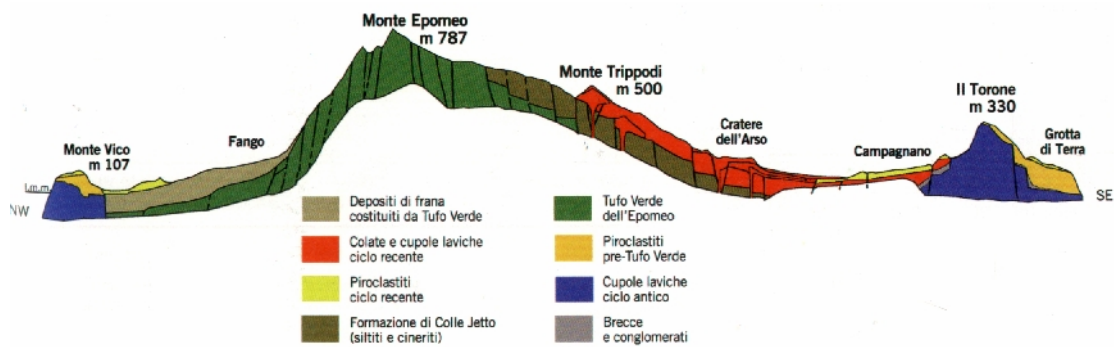 Monte Epomeo
m 787
Monte Trippodi
m 500
Il Torone
m 330
Monte Vico
m 107
Fango
Cratere
dell'Arso
Campagnano
Grotta
di Terra
NW
SE
Depositi di frana
costituiti da Tufo Verde
Colate e cupole laviche
ciclo recente
Piroclastiti
ciclo recente
Formazione di Colle Jetto
(siltiti e cineriti)
Tufo Verde
dell'Epomeo
Piroclastiti
pre-Tufo Verde
Cupole laviche
ciclo antico
Brecce
e conglomerati